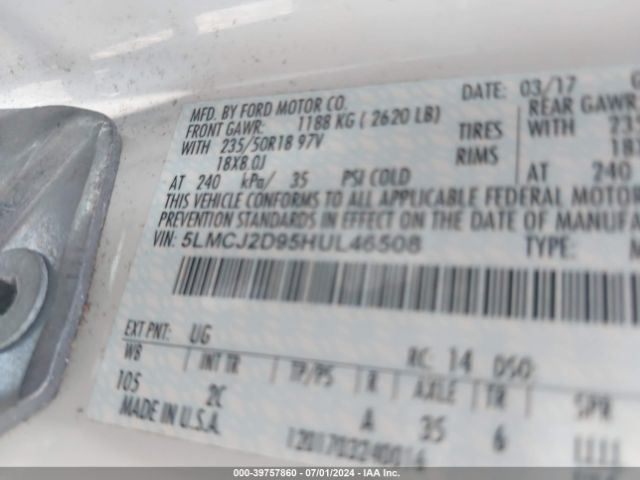 DATE: 03/17
MFD. BY FORD MOTOR CO.
FRONT GAWR: 1188 KG ( 2620 LB) REAR GAWR
WITH 235/50R18 97V TIRES WITH
18X8.0J RIMS 18X
AT 240 kPa/ 35 PSI COLD AT 240
THIS VEHICLE CONFORMS TO ALL APPLICABLE FEDERAL MOTOR
PREVENTION STANDARDS IN EFFECT ON THE DATE OF MANUFA
VIN: 5LMCJ2D95HUL46508 TYPE:
EXT PNT: UG RC: 14 DSO:
WB INT TR TP/PS R AXLE TR SPR
105 2C A 35 6 1111
MADE IN U.S.A.
000-39757860 - 07/01/2024 - IAA Inc.